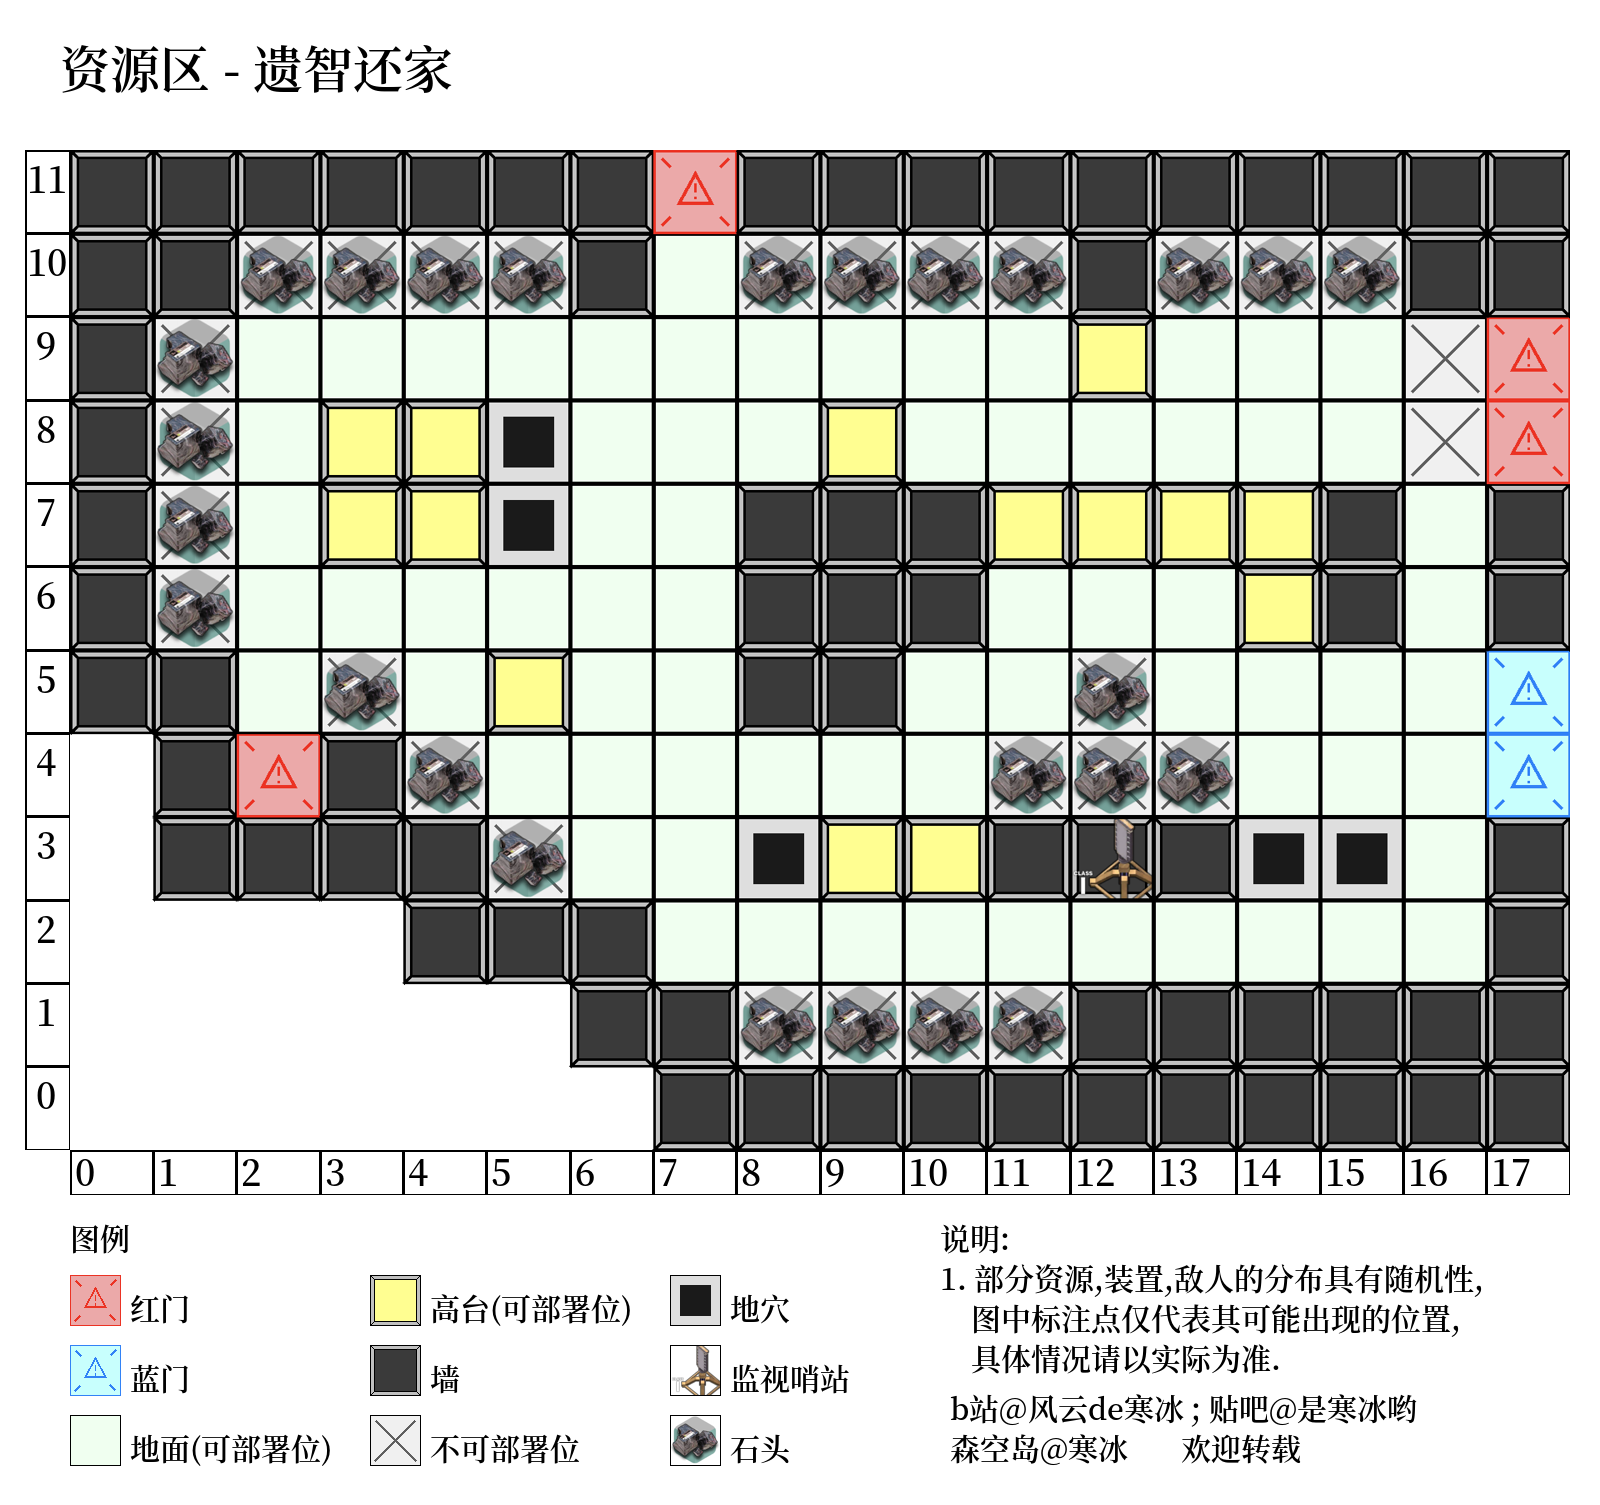 资源区 - 遗智还家
11
10
9
8
7
6
5
4
3
CLASS
I
2
1
0
0 1 2 3 4 5 6 7 8 9 10 11 12 13 14 15 16 17
图例
红门 高台(可部署位) 地穴
蓝门 墙 监视哨站
地面(可部署位) 不可部署位 石头
说明:
1. 部分资源,装置,敌人的分布具有随机性,
图中标注点仅代表其可能出现的位置,
具体情况请以实际为准.
b站@风云de寒冰 ; 贴吧@是寒冰哟
森空岛@寒冰 欢迎转载